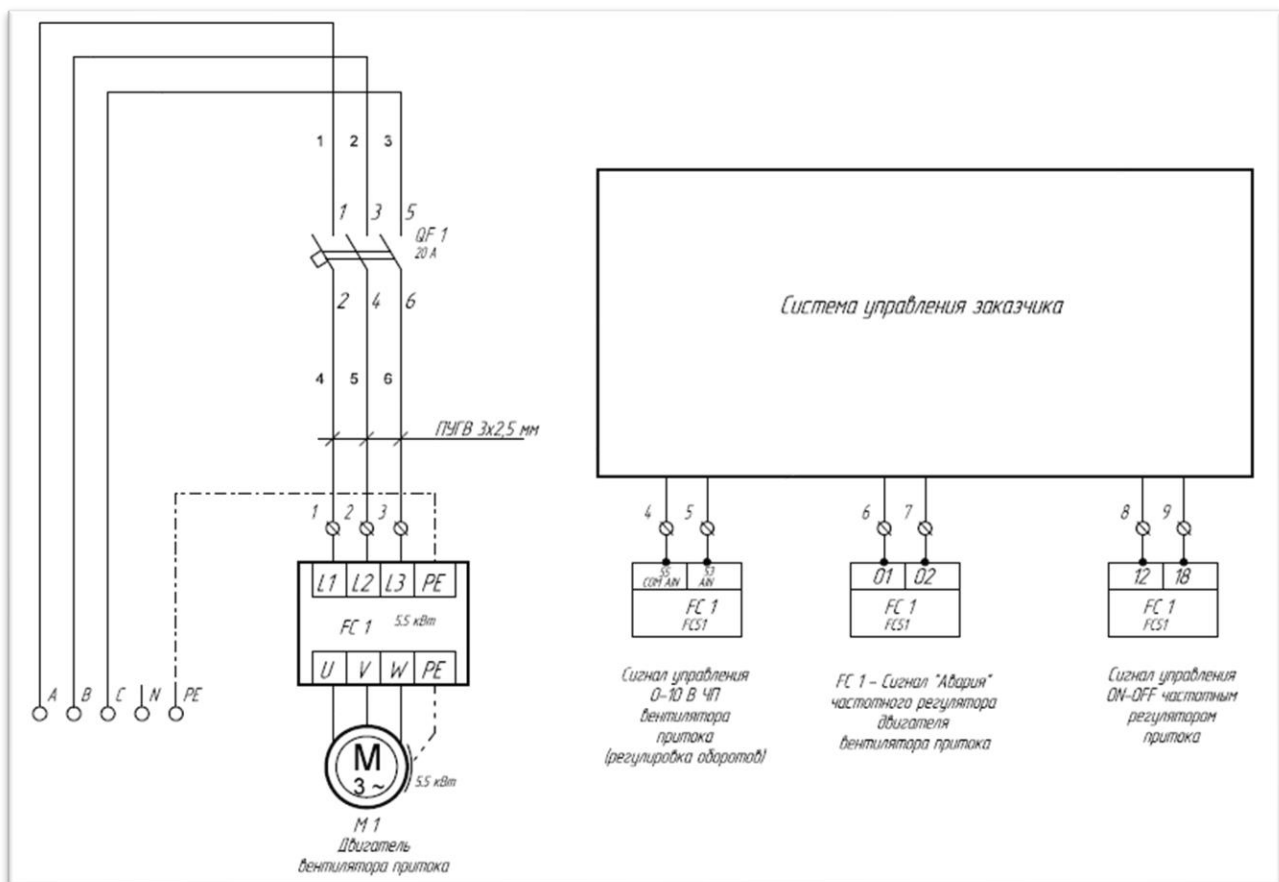 1 2 3
1 3 5
QF 1
20 А
2 4 6
4 5 6
ПУГВ 3х2,5 мм
1 2 3
L1 L2 L3 PE
FC 1 5.5 кВт
U V W PE
A B C N PE
М
3 ~
5.5 кВт
М 1
Двигатель
вентилятора притока
Система управления заказчика
4 5
55
COM AIN
53
AIN
FC 1
FC51
Сигнал управления
0-10 В ЧП
вентилятора
притока
(регулировка оборотов)
6 7
01 02
FC 1
FC51
FC 1 - Сигнал "Авария"
частотного регулятора
двигателя
вентилятора притока
8 9
12 18
FC 1
FC51
Сигнал управления
ON-OFF частотным
регулятором
притока